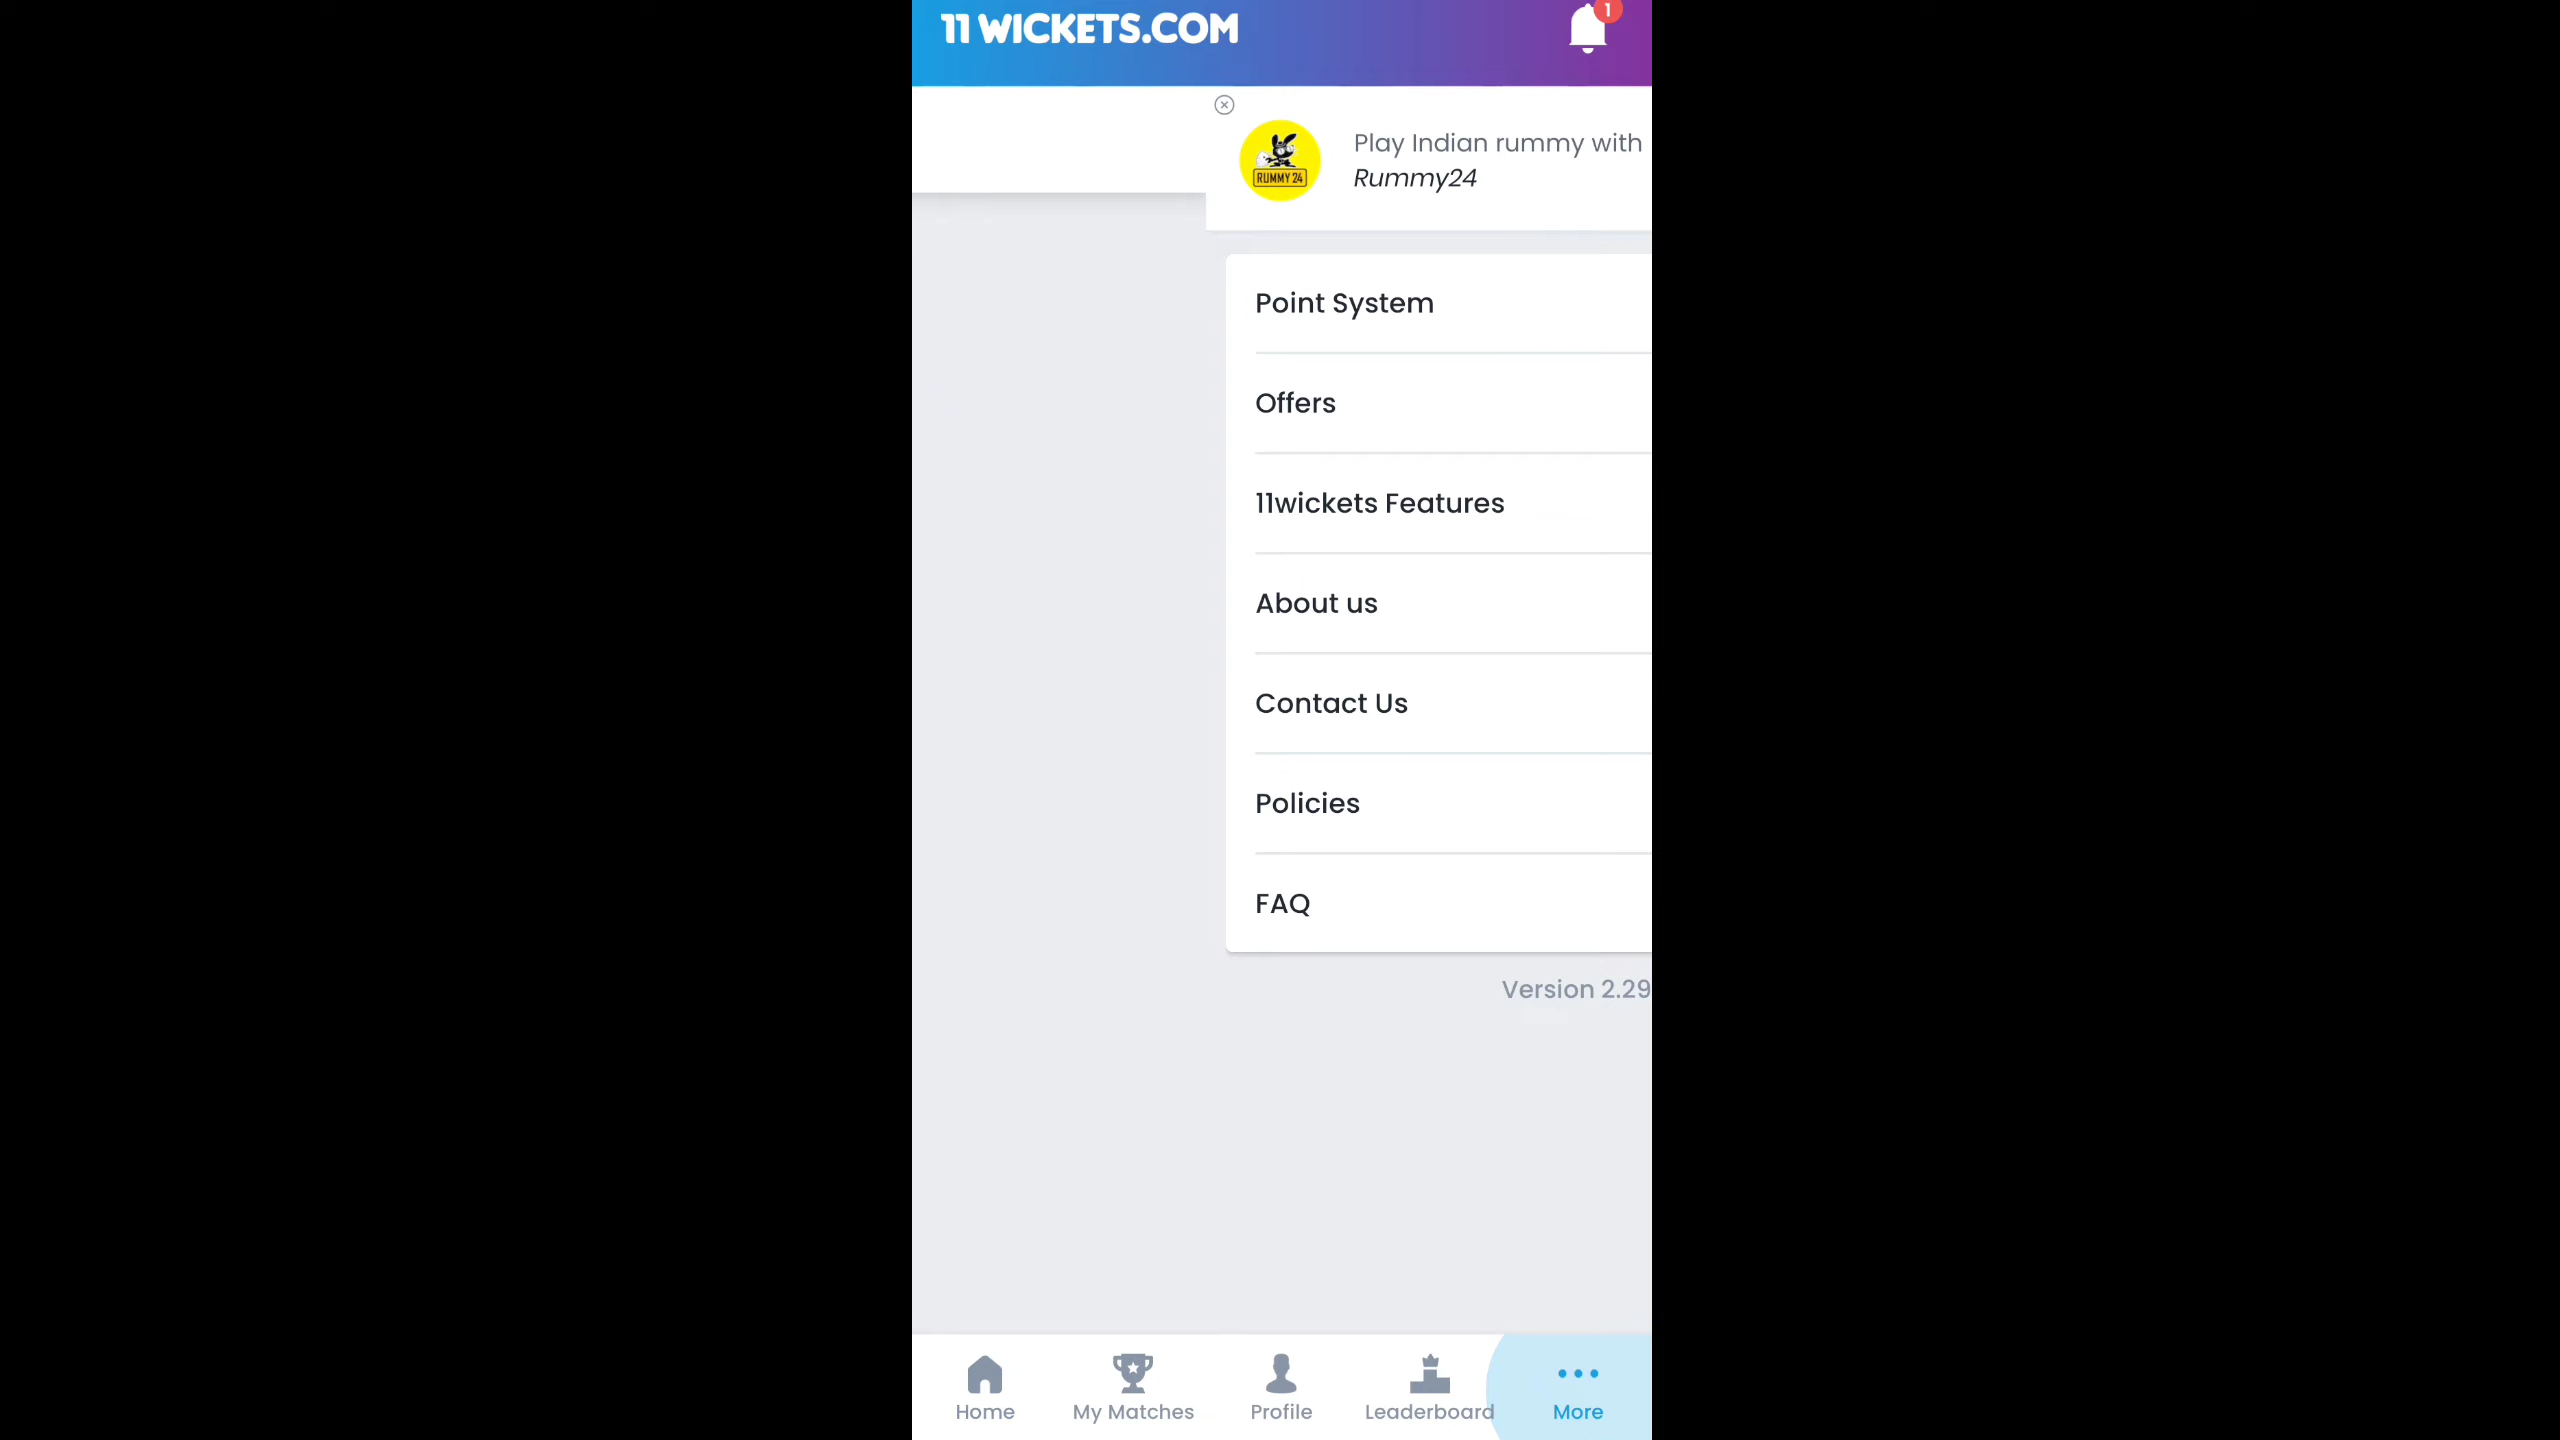 11 WICKETS.COM
1
RUMMY 24
Play Indian rummy with
Rummy24
Point System
Offers
11wickets Features
About us
Contact Us
Policies
FAQ
Version 2.29
Home
My Matches
Profile
Leaderboard
More